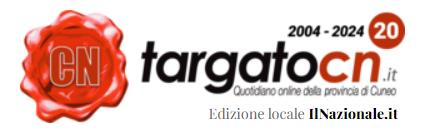 2004 - 2024 20
CN
targatocn.it
Quotidiano online della provincia di Cuneo
Edizione locale IlNazionale.it